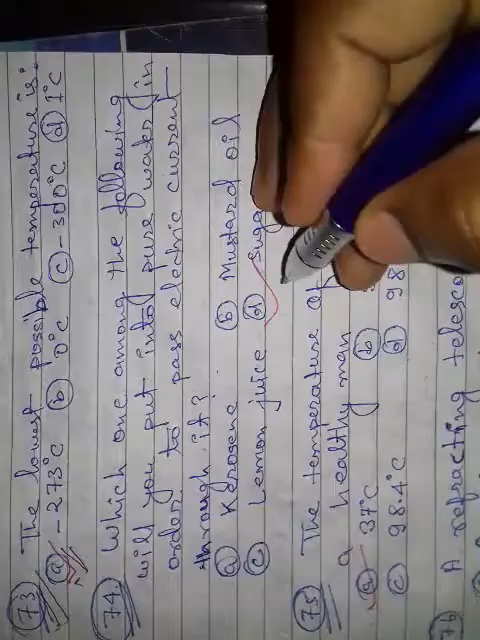 73 The lowest possible temperature is:
(a) -273°C (b) 0°C (c) -300°C (d) 1°C
74 Which one among the following
will you put into pure water in
order to pass electric current
through it?
(a) Kerosene (b) Mustard oil
(c) Lemon juice (d) Suga
75 The temperature of
a healthy man
(a) 37°C (b)
(c) 98.4°C (d) 98
76 A refracting telesco